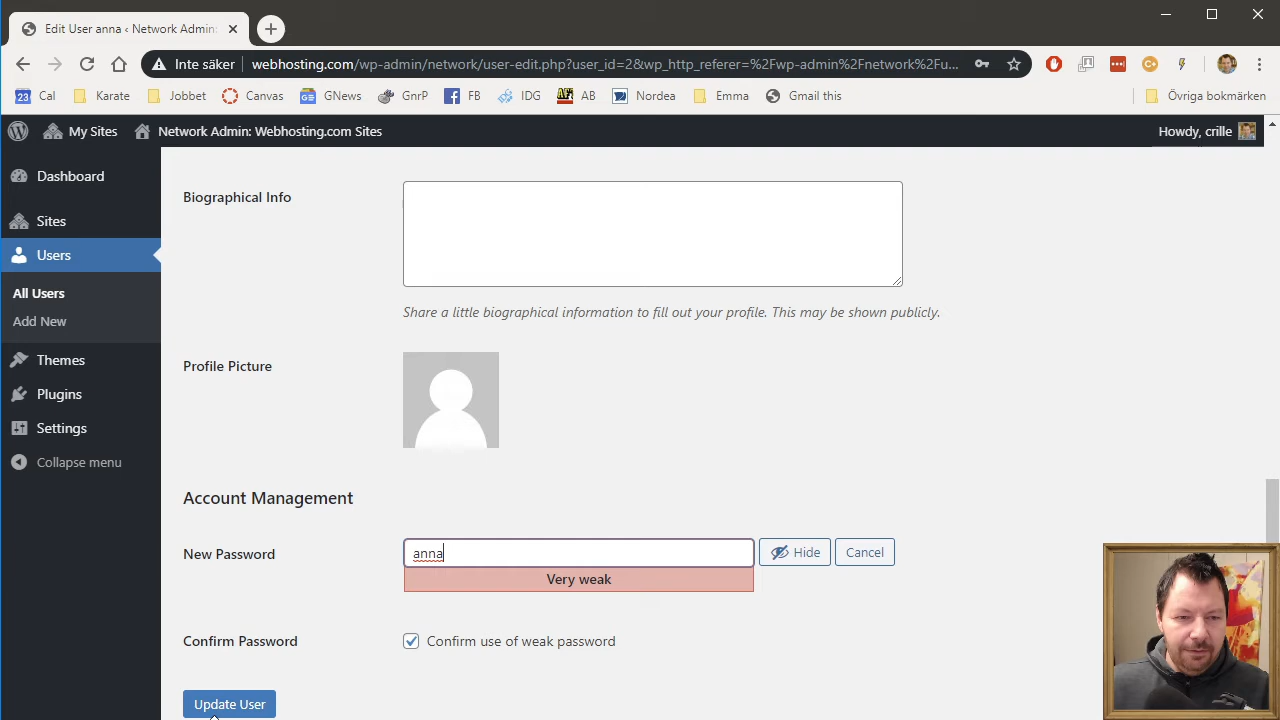 Edit User anna ‹ Network Admin:
Inte säker
webhosting.com/wp-admin/network/user-edit.php?user_id=2&wp_http_referer=%2Fwp-admin%2Fnetwork%2Fu...
23 Cal
Karate
Jobbet
Canvas
GNews
GnrP
FB
IDG
AB
Nordea
Emma
Gmail this
Övriga bokmärken
My Sites
Network Admin: Webhosting.com Sites
Howdy, crille
Dashboard
Sites
Users
All Users
Add New
Themes
Plugins
Settings
Collapse menu
Biographical Info
Share a little biographical information to fill out your profile. This may be shown publicly.
Profile Picture
Account Management
New Password
anna
Hide
Cancel
Very weak
Confirm Password
Confirm use of weak password
Update User